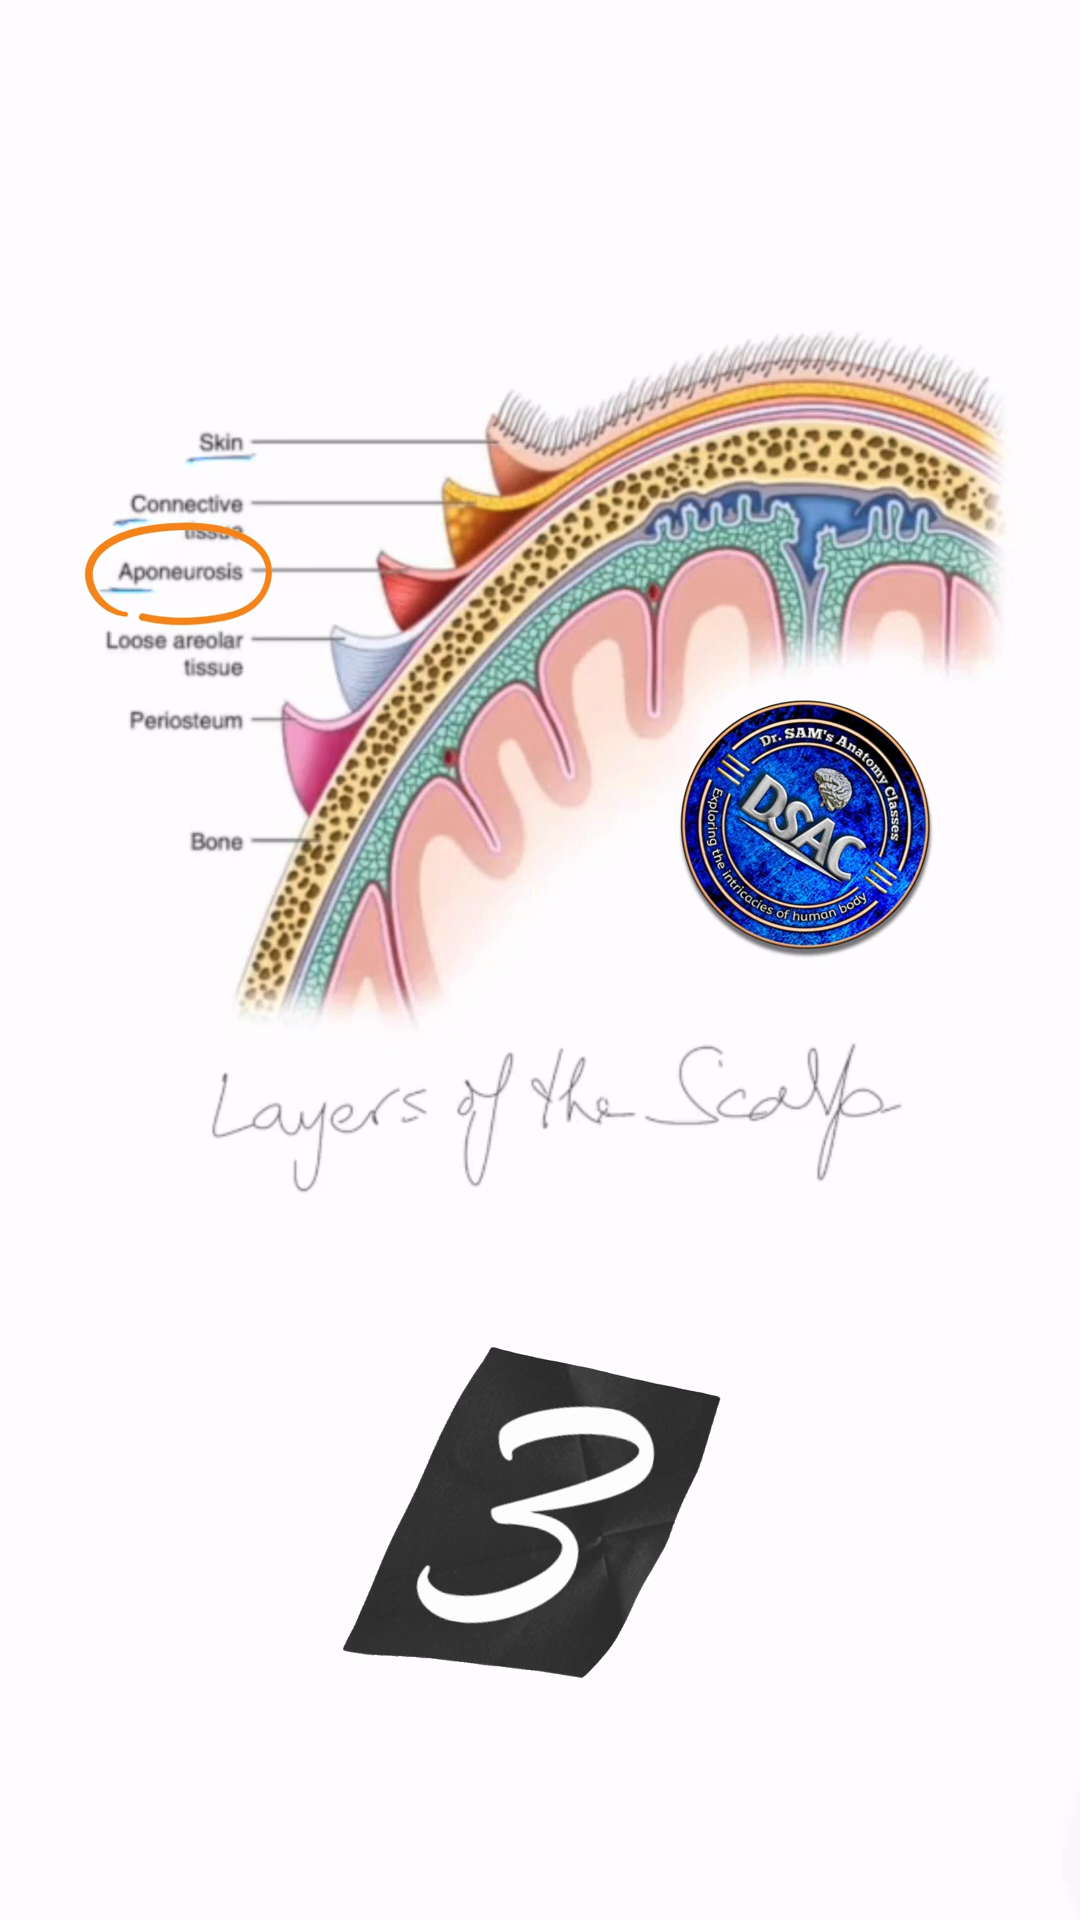 Skin
Connective
tissue
Aponeurosis
Loose areolar
tissue
Periosteum
Bone
Dr. SAM's Anatomy Classes
DSAC
Exploring the intricacies of human body
Layers of the Scalp
3